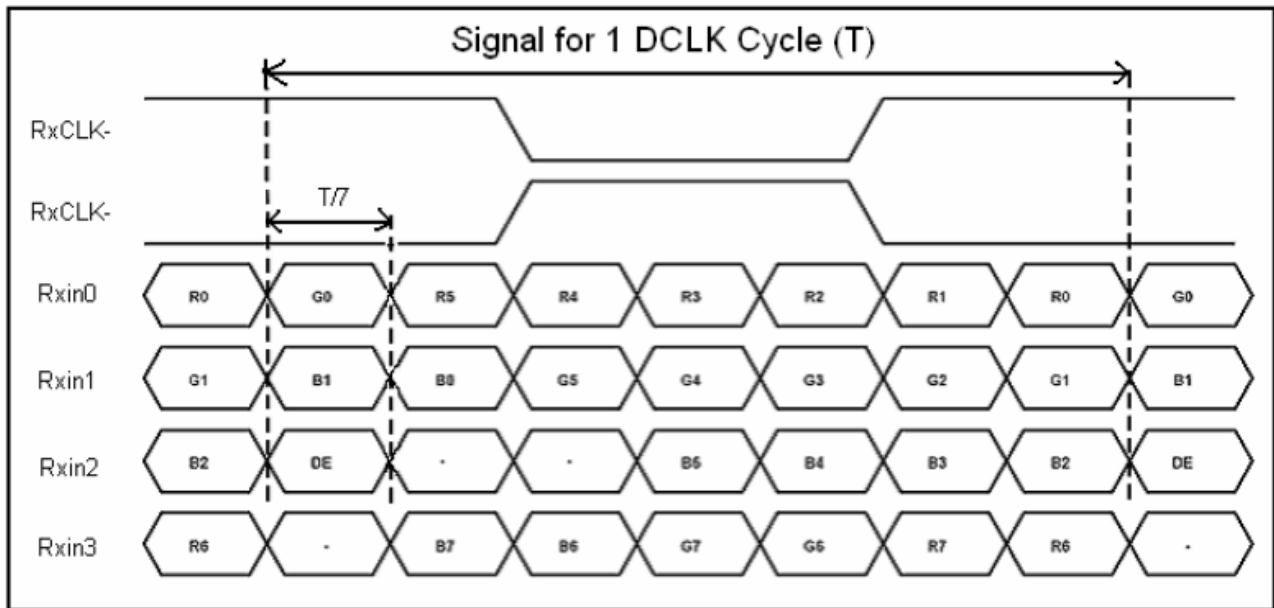 Signal for 1 DCLK Cycle (T)
RxCLK-
T/7
RxCLK-
Rxin0 R0 G0 R5 R4 R3 R2 R1 R0 G0
Rxin1 G1 B1 B0 G5 G4 G3 G2 G1 B1
Rxin2 B2 DE - - B5 B4 B3 B2 DE
Rxin3 R6 - B7 B6 G7 G6 R7 R6 -